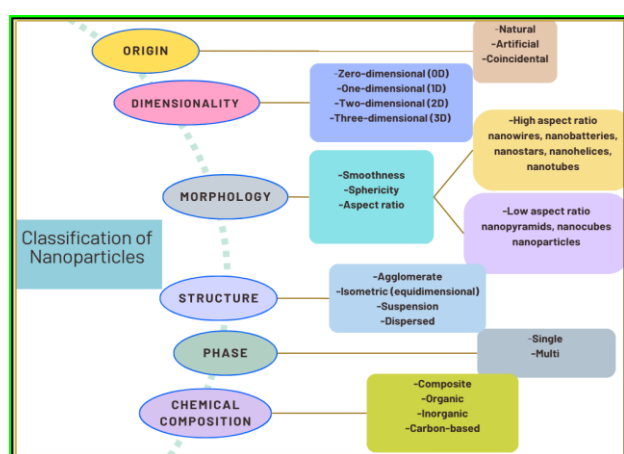 Classification of
Nanoparticles
ORIGIN
-Natural
-Artificial
-Coincidental
DIMENSIONALITY
-Zero-dimensional (0D)
-One-dimensional (1D)
-Two-dimensional (2D)
-Three-dimensional (3D)
MORPHOLOGY
-Smoothness
-Sphericity
-Aspect ratio
-High aspect ratio
nanowires, nanobatteries,
nanostars, nanohelices,
nanotubes
-Low aspect ratio
nanopyramids, nanocubes
nanoparticles
STRUCTURE
-Agglomerate
-Isometric (equidimensional)
-Suspension
-Dispersed
PHASE
-Single
-Multi
CHEMICAL
COMPOSITION
-Composite
-Organic
-Inorganic
-Carbon-based